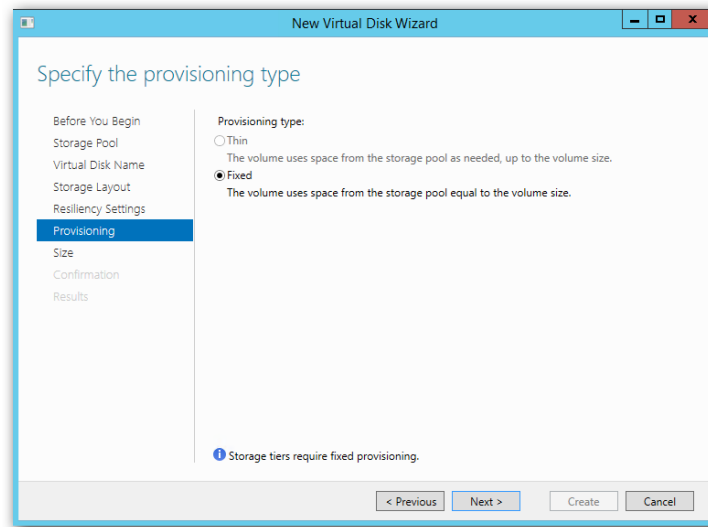 New Virtual Disk Wizard
Specify the provisioning type
Before You Begin
Storage Pool
Virtual Disk Name
Storage Layout
Resiliency Settings
Provisioning
Size
Confirmation
Results
Provisioning type:
Thin
The volume uses space from the storage pool as needed, up to the volume size.
Fixed
The volume uses space from the storage pool equal to the volume size.
Storage tiers require fixed provisioning.
< Previous
Next >
Create
Cancel